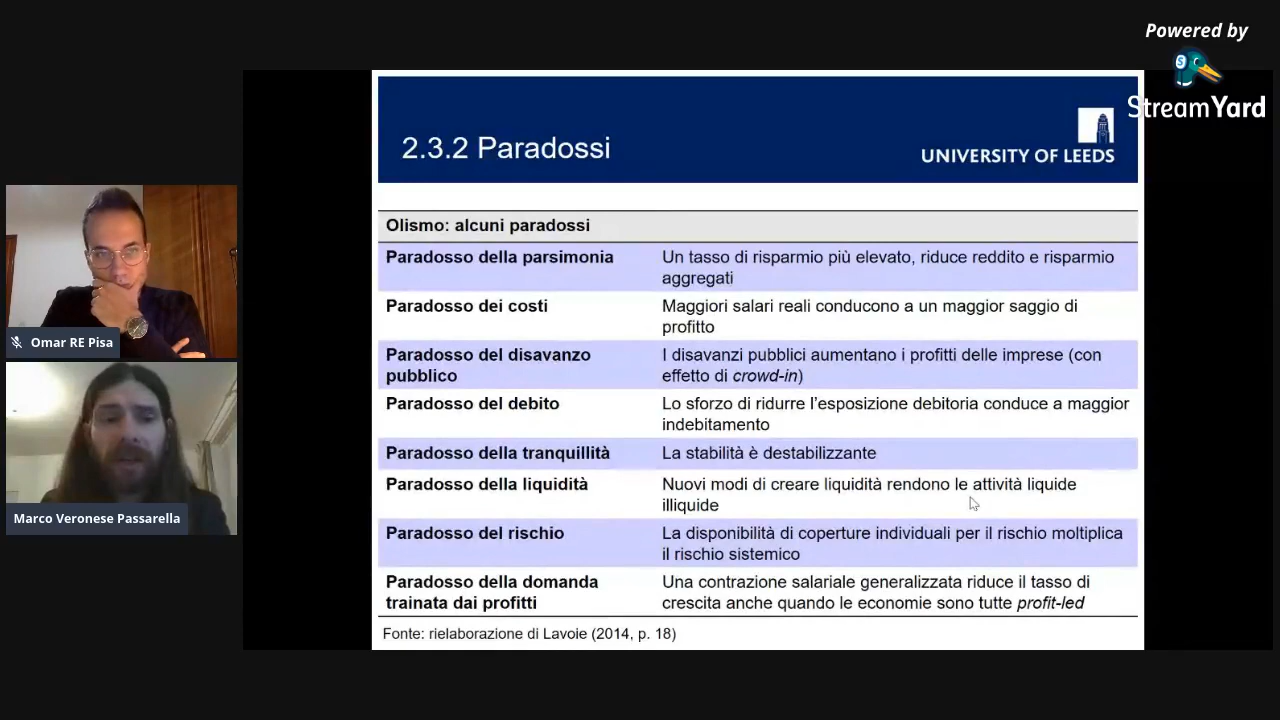 Powered by
StreamYard
2.3.2 Paradossi
UNIVERSITY OF LEEDS
Olismo: alcuni paradossi
Paradosso della parsimonia
Un tasso di risparmio più elevato, riduce reddito e risparmio
aggregati
Paradosso dei costi
Maggiori salari reali conducono a un maggior saggio di
profitto
Paradosso del disavanzo
pubblico
I disavanzi pubblici aumentano i profitti delle imprese (con
effetto di crowd-in)
Paradosso del debito
Lo sforzo di ridurre l'esposizione debitoria conduce a maggior
indebitamento
Paradosso della tranquillità
La stabilità è destabilizzante
Paradosso della liquidità
Nuovi modi di creare liquidità rendono le attività liquide
illiquide
Paradosso del rischio
La disponibilità di coperture individuali per il rischio moltiplica
il rischio sistemico
Paradosso della domanda
trainata dai profitti
Una contrazione salariale generalizzata riduce il tasso di
crescita anche quando le economie sono tutte profit-led
Fonte: rielaborazione di Lavoie (2014, p. 18)
Omar RE Pisa
Marco Veronese Passarella